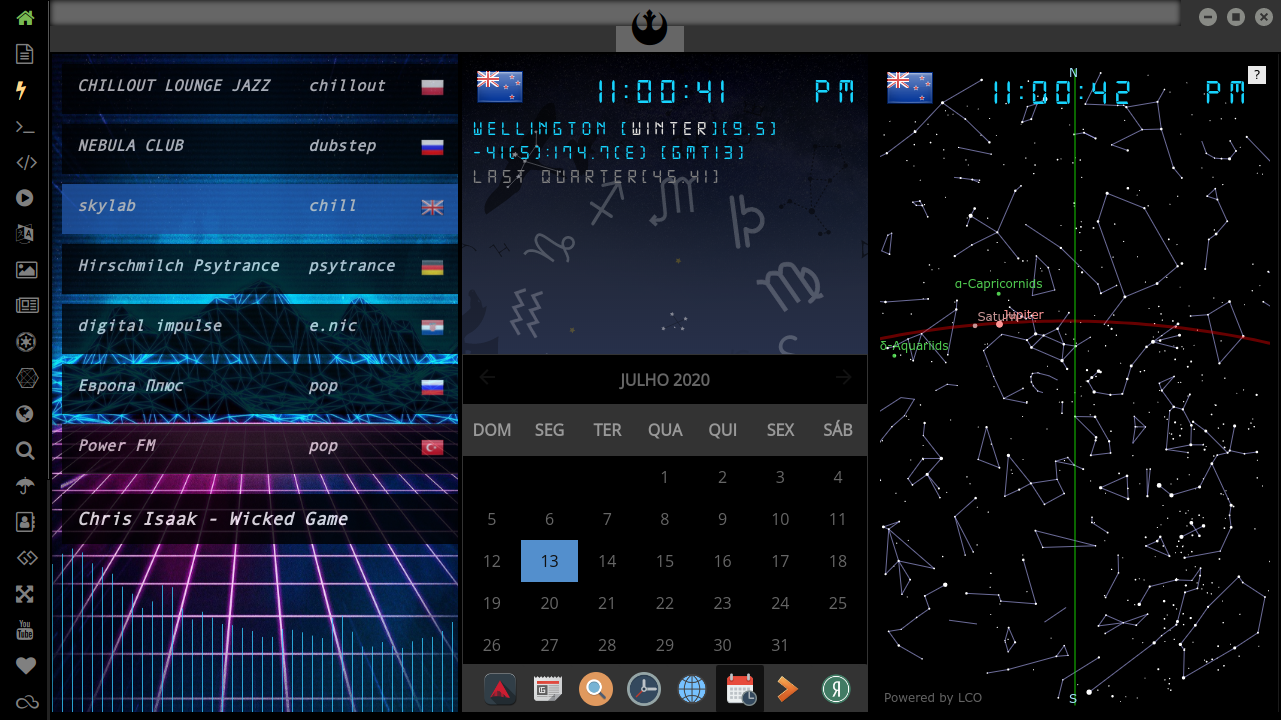 CHILLOUT LOUNGE JAZZ chillout
NEBULA CLUB dubstep
skylab chill
Hirschmilch Psytrance psytrance
digital impulse e.nic
Европа Плюс pop
Power FM pop
Chris Isaak - Wicked Game
11:00:41 PM
WELLINGTON [WINTER][9.5]
-41(S):174.7(E) [GMT13]
LAST QUARTER[45.41]
JULHO 2020
DOM SEG TER QUA QUI SEX SÁB
1 2 3 4
5 6 7 8 9 10 11
12 13 14 15 16 17 18
19 20 21 22 23 24 25
26 27 28 29 30 31
Я
N
?
11:00:42 PM
α-Capricornids
Saturn Jupiter
δ-Aquariids
Powered by LCO
S
You
Tube